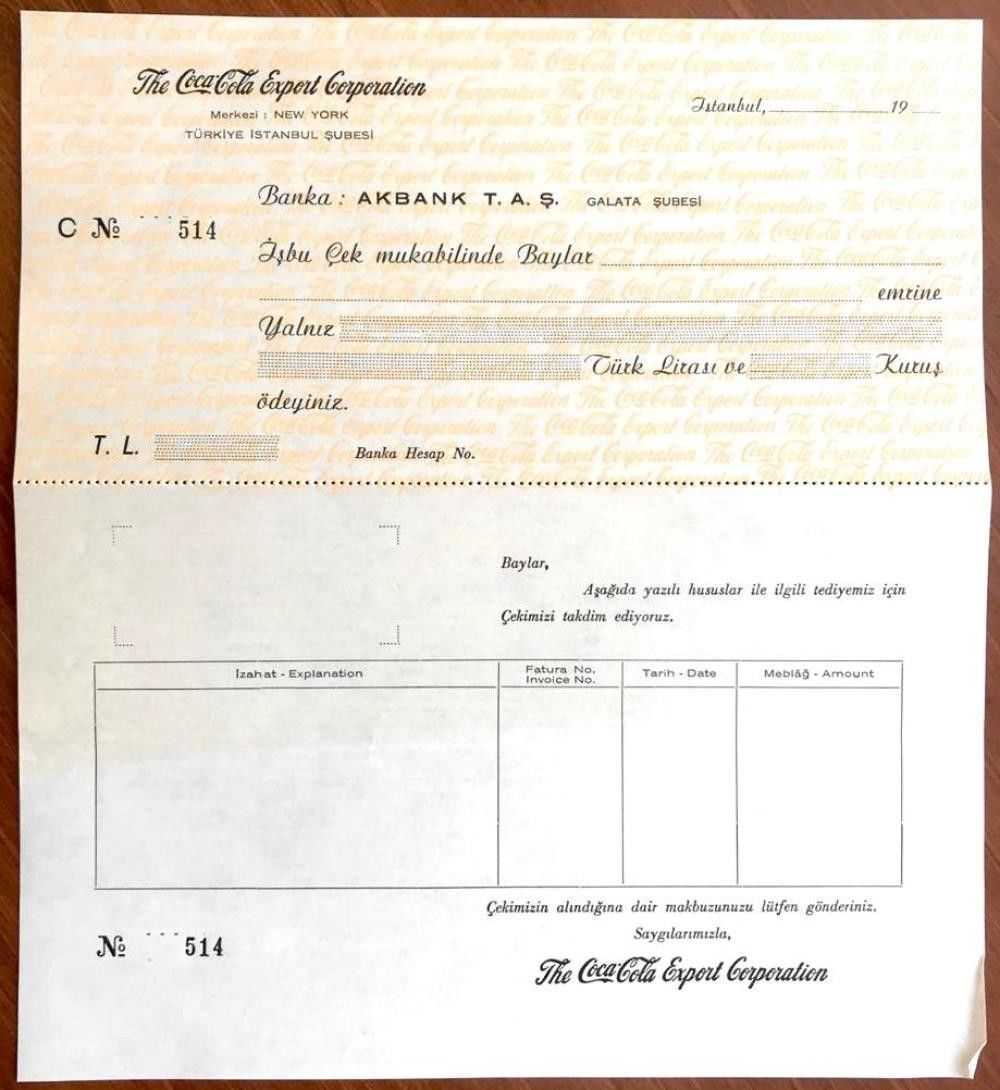 The Coca-Cola Export Corporation
Merkezi : NEW YORK
TÜRKİYE İSTANBUL ŞUBESİ
İstanbul, 19
Banka : AKBANK T. A. Ş. GALATA ŞUBESİ
C № 514
İşbu Çek mukabilinde Baylar
emrine
Yalnız
Türk Lirası ve Kuruş
ödeyiniz.
T. L. Banka Hesap No.
Baylar,
Aşağıda yazılı hususlar ile ilgili tediyemiz için
Çekimizi takdim ediyoruz.
İzahat - Explanation Fatura No. Invoice No. Tarih - Date Meblâğ - Amount
Çekimizin alındığına dair makbuzunuzu lütfen gönderiniz.
Saygılarımızla,
№ 514
The Coca-Cola Export Corporation